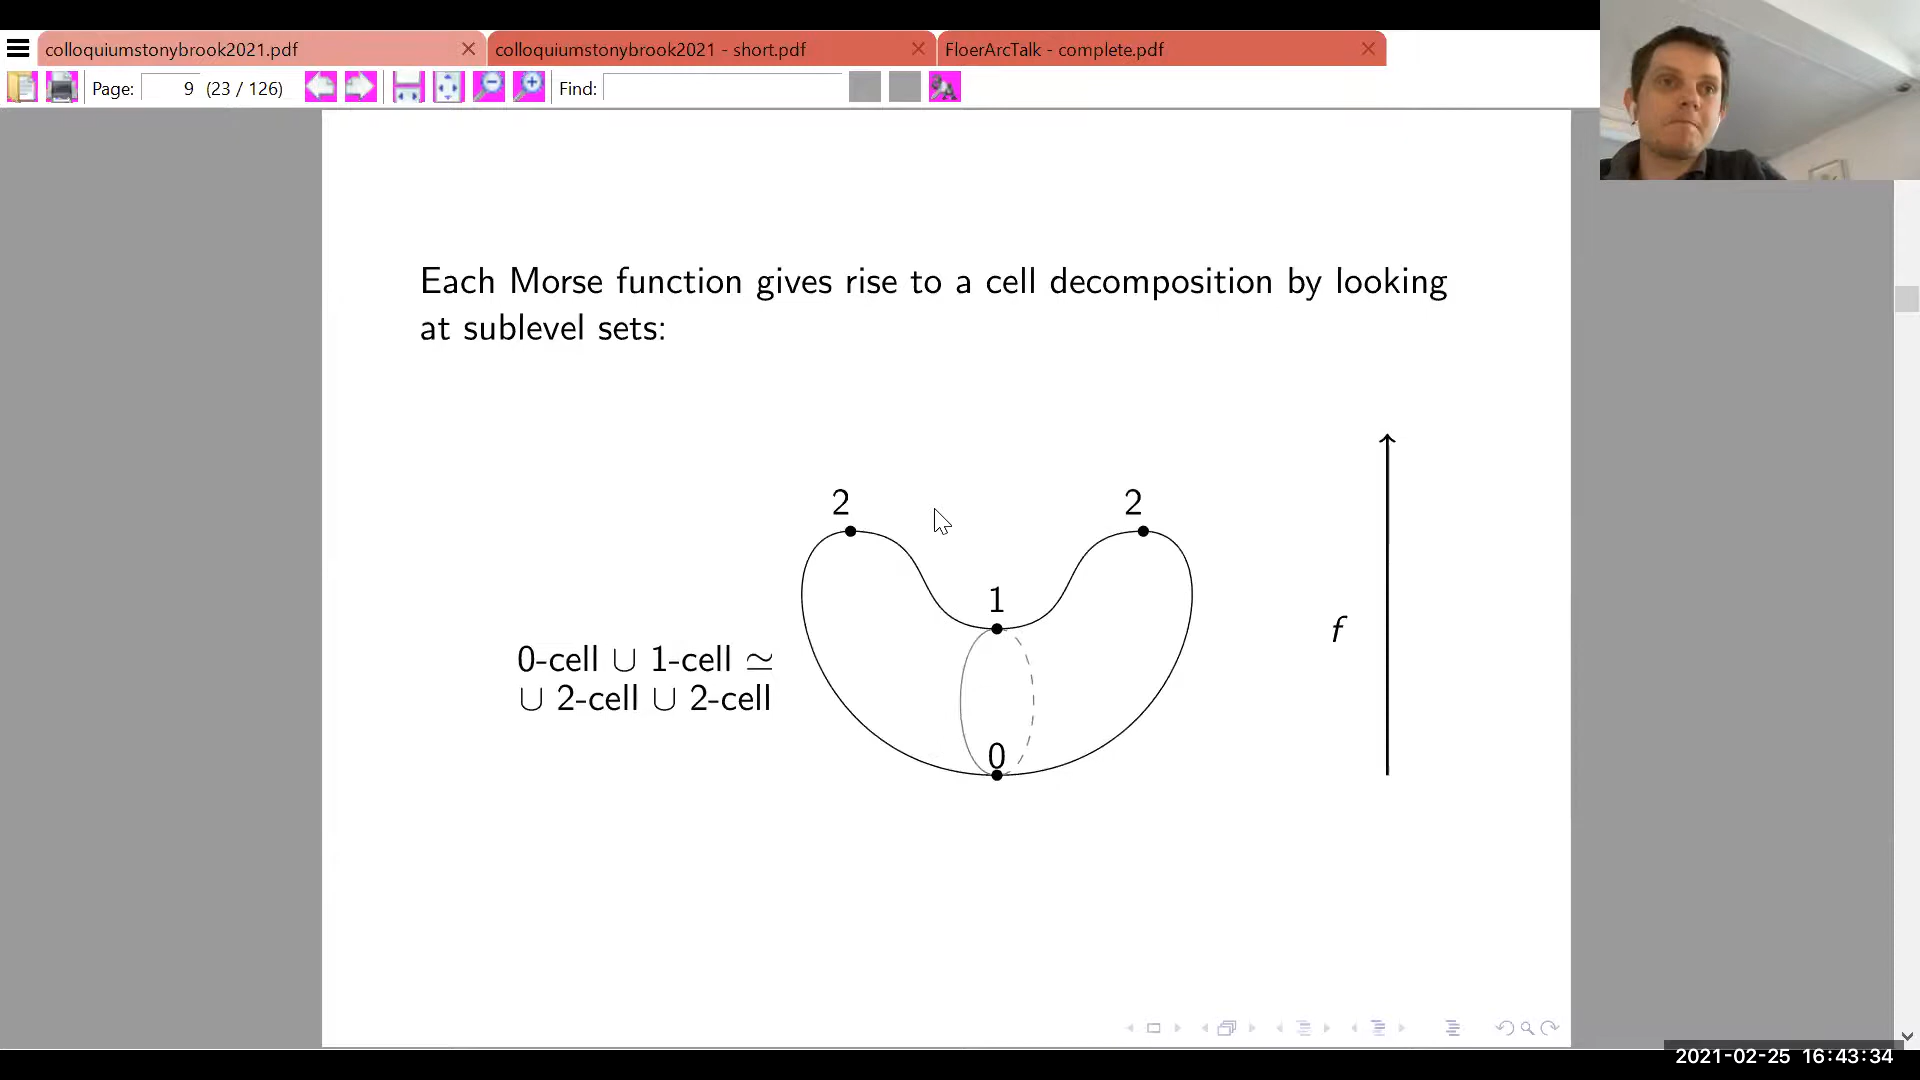 colloquiumstonybrook2021.pdf
colloquiumstonybrook2021 - short.pdf
FloerArcTalk - complete.pdf
Page: 9 (23 / 126) Find:
Each Morse function gives rise to a cell decomposition by looking
at sublevel sets:
2
2
1
f
0-cell ∪ 1-cell ≃
∪ 2-cell ∪ 2-cell
0
2021-02-25 16:43:34